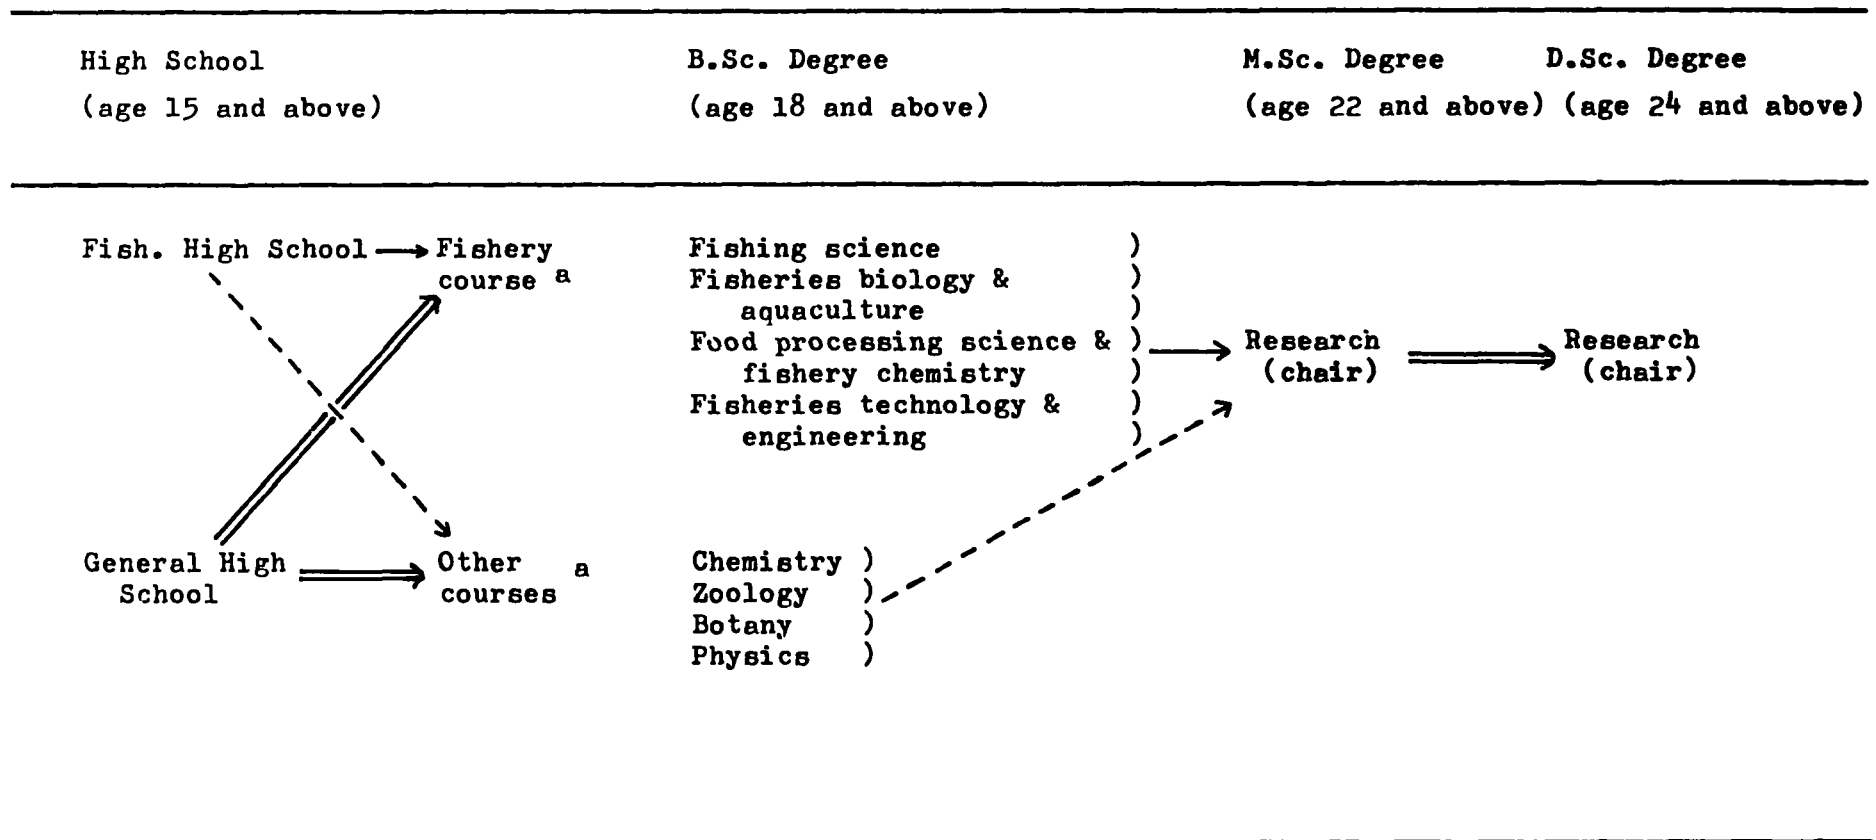 High School B.Sc. Degree M.Sc. Degree D.Sc. Degree
(age 15 and above) (age 18 and above) (age 22 and above) (age 24 and above)
Fish. High School Fishery Fishing science )
course a Fisheries biology & )
aquaculture )
Food processing science & ) Research Research
fishery chemistry ) (chair) (chair)
Fisheries technology & )
engineering )
General High Other a Chemistry )
School courses Zoology )
Botany )
Physics )